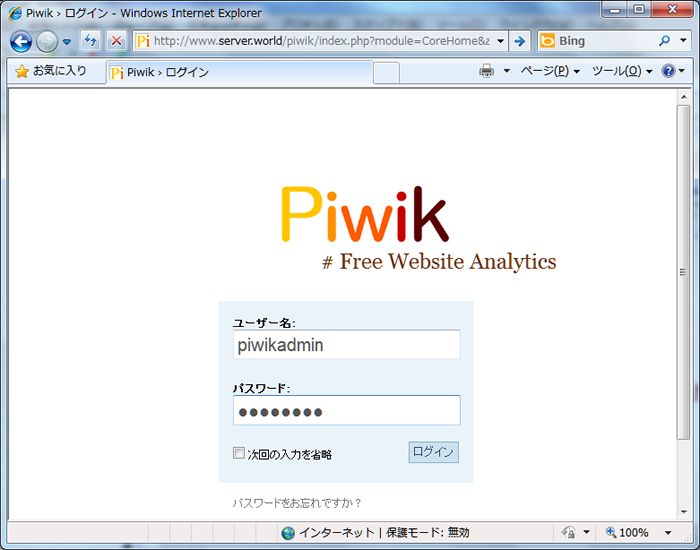 Piwik › ログイン - Windows Internet Explorer
http://www.server.world/piwik/index.php?module=CoreHome&a
Bing
お気に入り
Piwik › ログイン
ページ(P)
ツール(O)
Piwik
# Free Website Analytics
ユーザー名:
piwikadmin
パスワード:
●●●●●●●●
次回の入力を省略
ログイン
パスワードをお忘れですか？
インターネット | 保護モード: 無効
100%